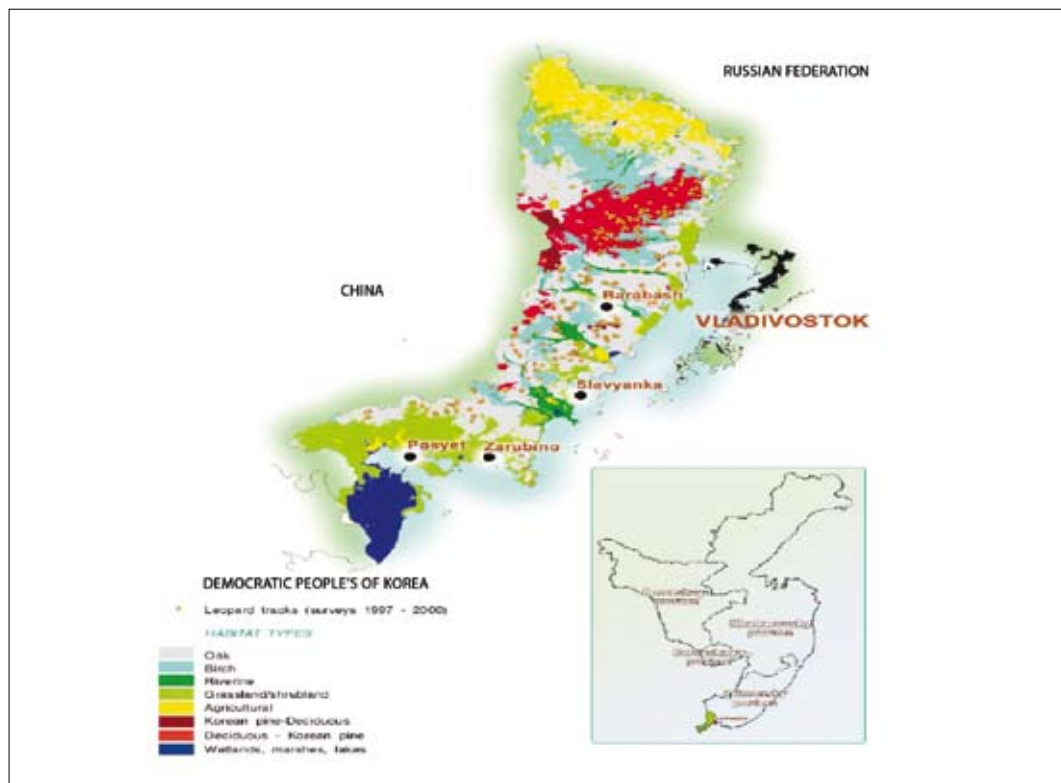 RUSSIAN FEDERATION
CHINA
Barabash
VLADIVOSTOK
Slavyanka
Posyet
Zarubino
DEMOCRATIC PEOPLE'S OF KOREA
Leopard tracks (surveys 1997 - 2000)
HABITAT TYPES
Oak
Birch
Riverine
Grassland/shrubland
Agricultural
Korean pine-Deciduous
Deciduous - Korean pine
Wetlands, marshes, lakes